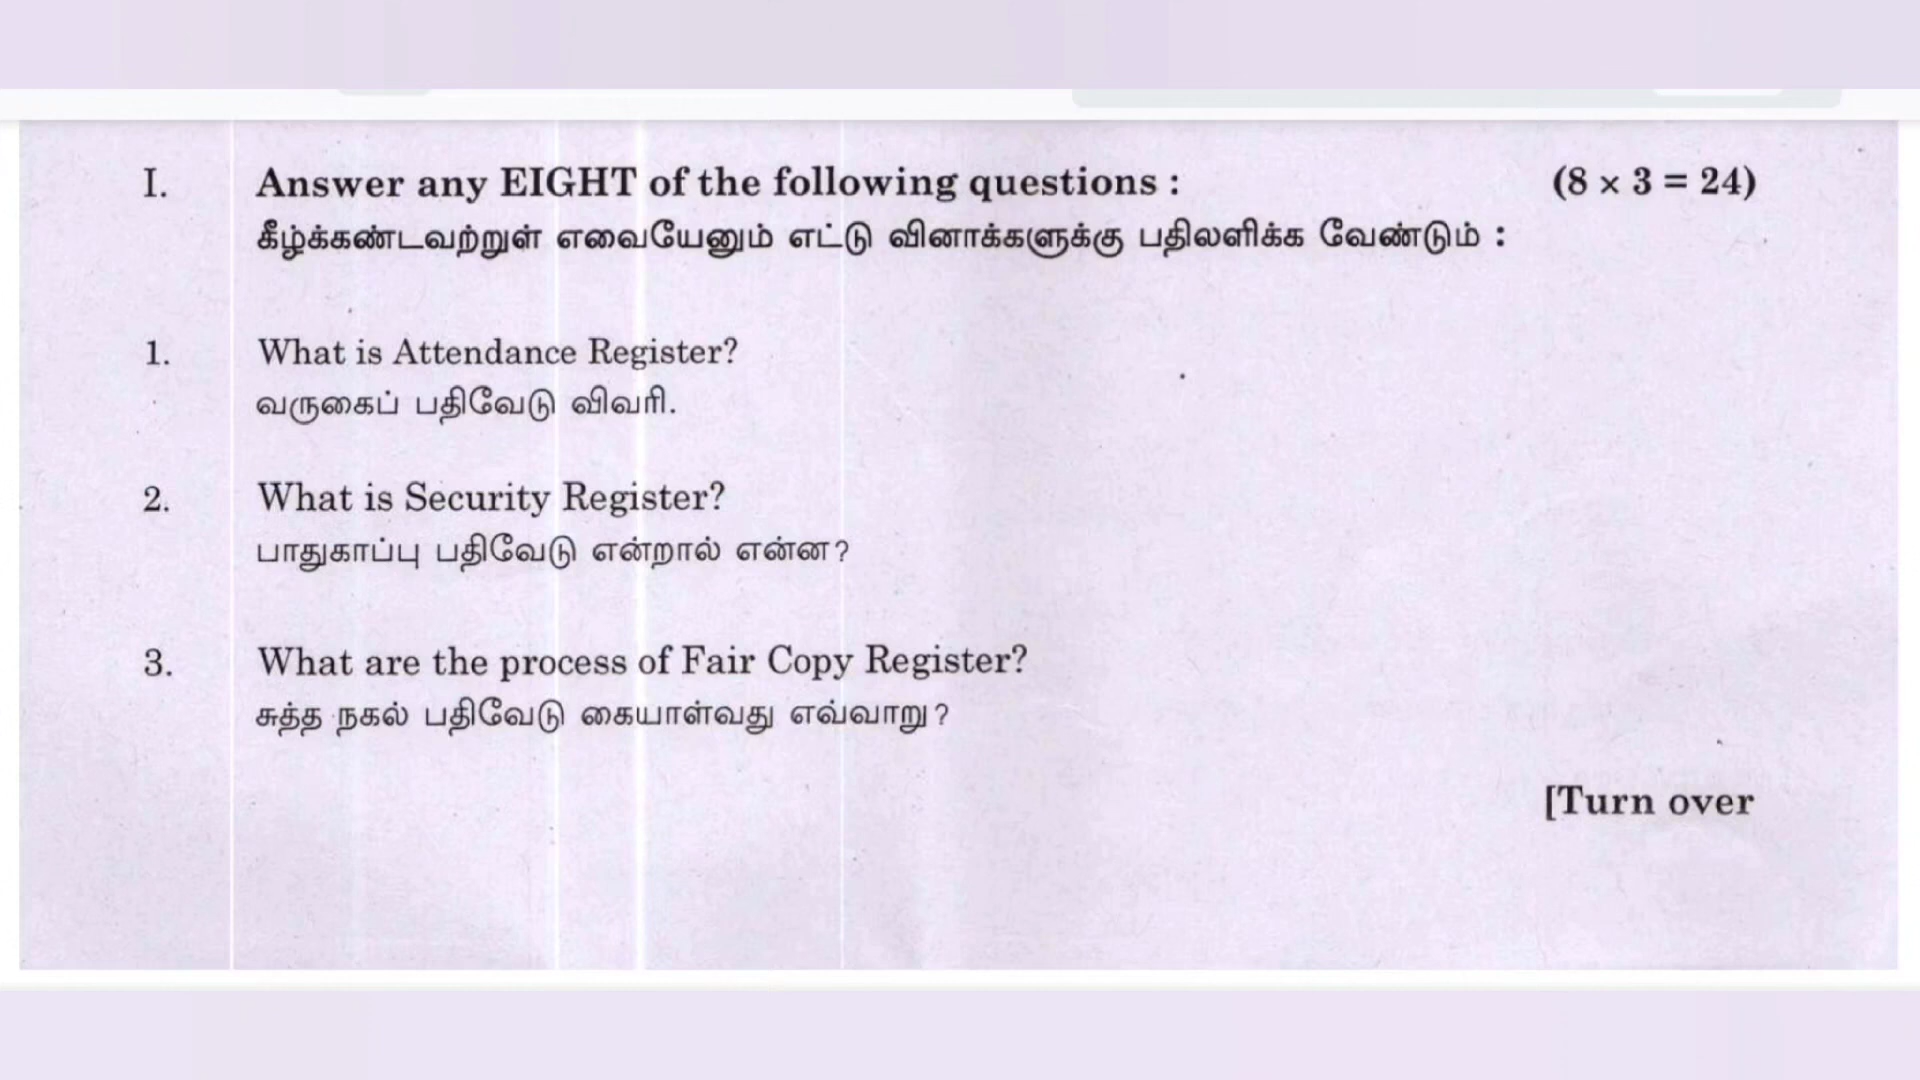 I. Answer any EIGHT of the following questions : (8 × 3 = 24)
கீழ்க்கண்டவற்றுள் எவையேனும் எட்டு வினாக்களுக்கு பதிலளிக்க வேண்டும் :
1. What is Attendance Register?
வருகைப் பதிவேடு விவரி.
2. What is Security Register?
பாதுகாப்பு பதிவேடு என்றால் என்ன?
3. What are the process of Fair Copy Register?
சுத்த நகல் பதிவேடு கையாள்வது எவ்வாறு?
[Turn over